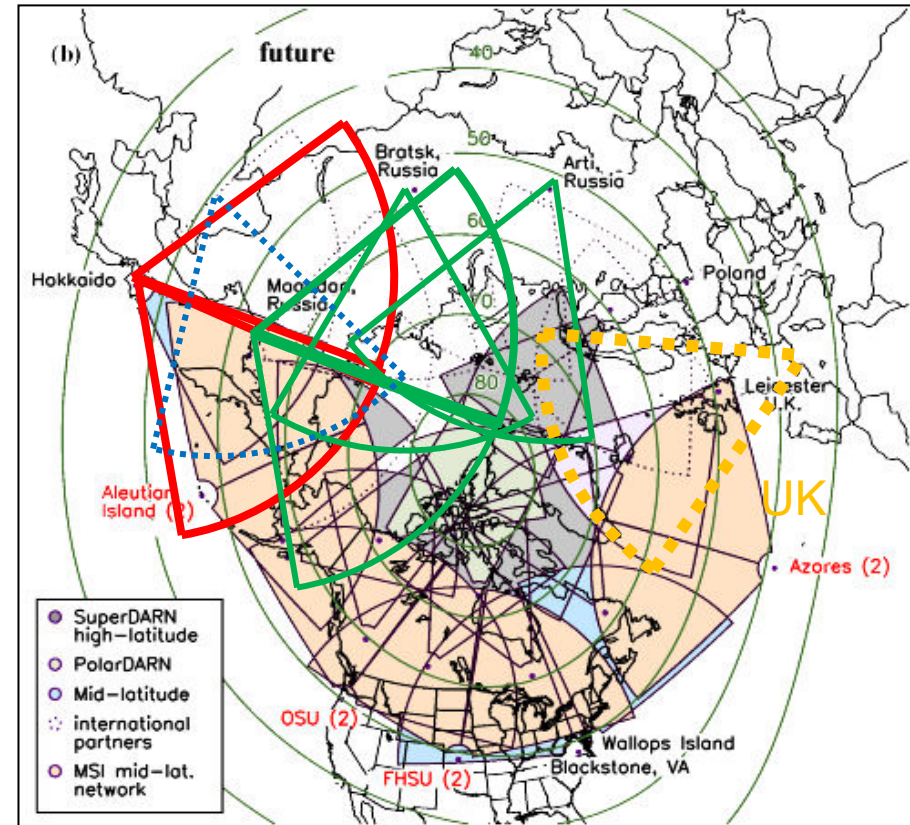 (b)
future
40
50
Bratsk,
Russia
Arti,
Russia
60
Poland
Hokkaido
Russia
70
80
Leicester
U.K.
UK
Aleutian
Island (2)
Azores (2)
SuperDARN
high-latitude
PolarDARN
Mid-latitude
international
partners
MSI mid-lat.
network
OSU (2)
FHSU (2)
Wallops Island
Blackstone, VA